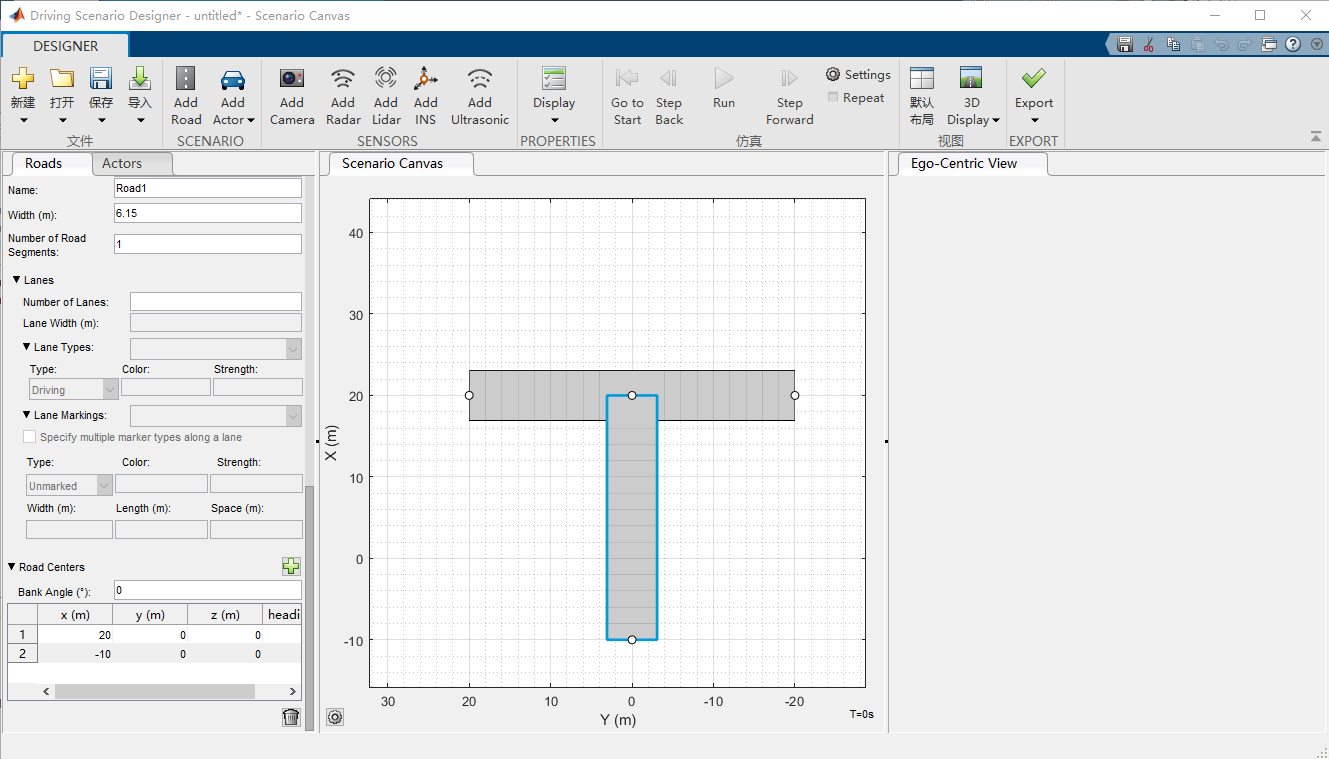 Driving Scenario Designer - untitled* - Scenario Canvas
DESIGNER
新建
打开
保存
导入
文件
Add
Road
Add
Actor
SCENARIO
Add
Camera
Add
Radar
Add
Lidar
Add
INS
Add
Ultrasonic
SENSORS
Display
PROPERTIES
Go to
Start
Step
Back
Run
Step
Forward
Settings
Repeat
仿真
默认
布局
3D
Display
视图
Export
EXPORT
Roads
Actors
Name:
Road1
Width (m):
6.15
Number of Road
Segments:
1
Lanes
Number of Lanes:
Lane Width (m):
Lane Types:
Type:
Color:
Strength:
Driving
Lane Markings:
Specify multiple marker types along a lane
Type:
Color:
Strength:
Unmarked
Width (m):
Length (m):
Space (m):
Road Centers
Bank Angle (°):
0
x (m) y (m) z (m) headi
1 20 0 0
2 -10 0 0
Scenario Canvas
40
30
20
10
0
-10
X (m)
30 20 10 0 -10 -20
Y (m)
T=0s
Ego-Centric View